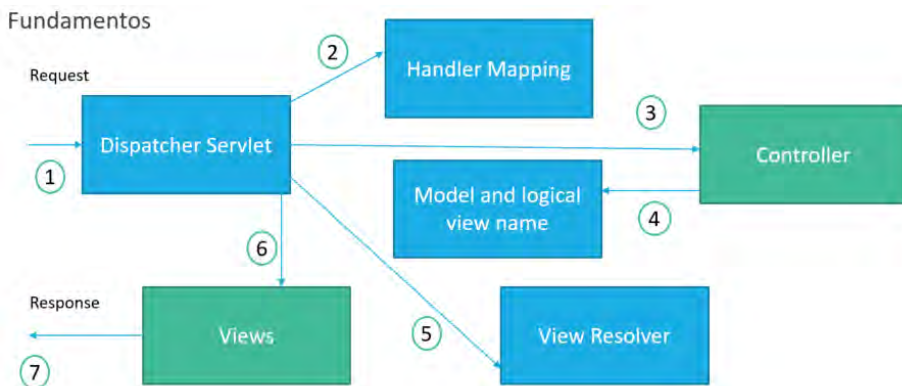 Fundamentos
2
Handler Mapping
Request
3
Dispatcher Servlet
Controller
1
Model and logical
view name
4
6
Response
Views
5
View Resolver
7